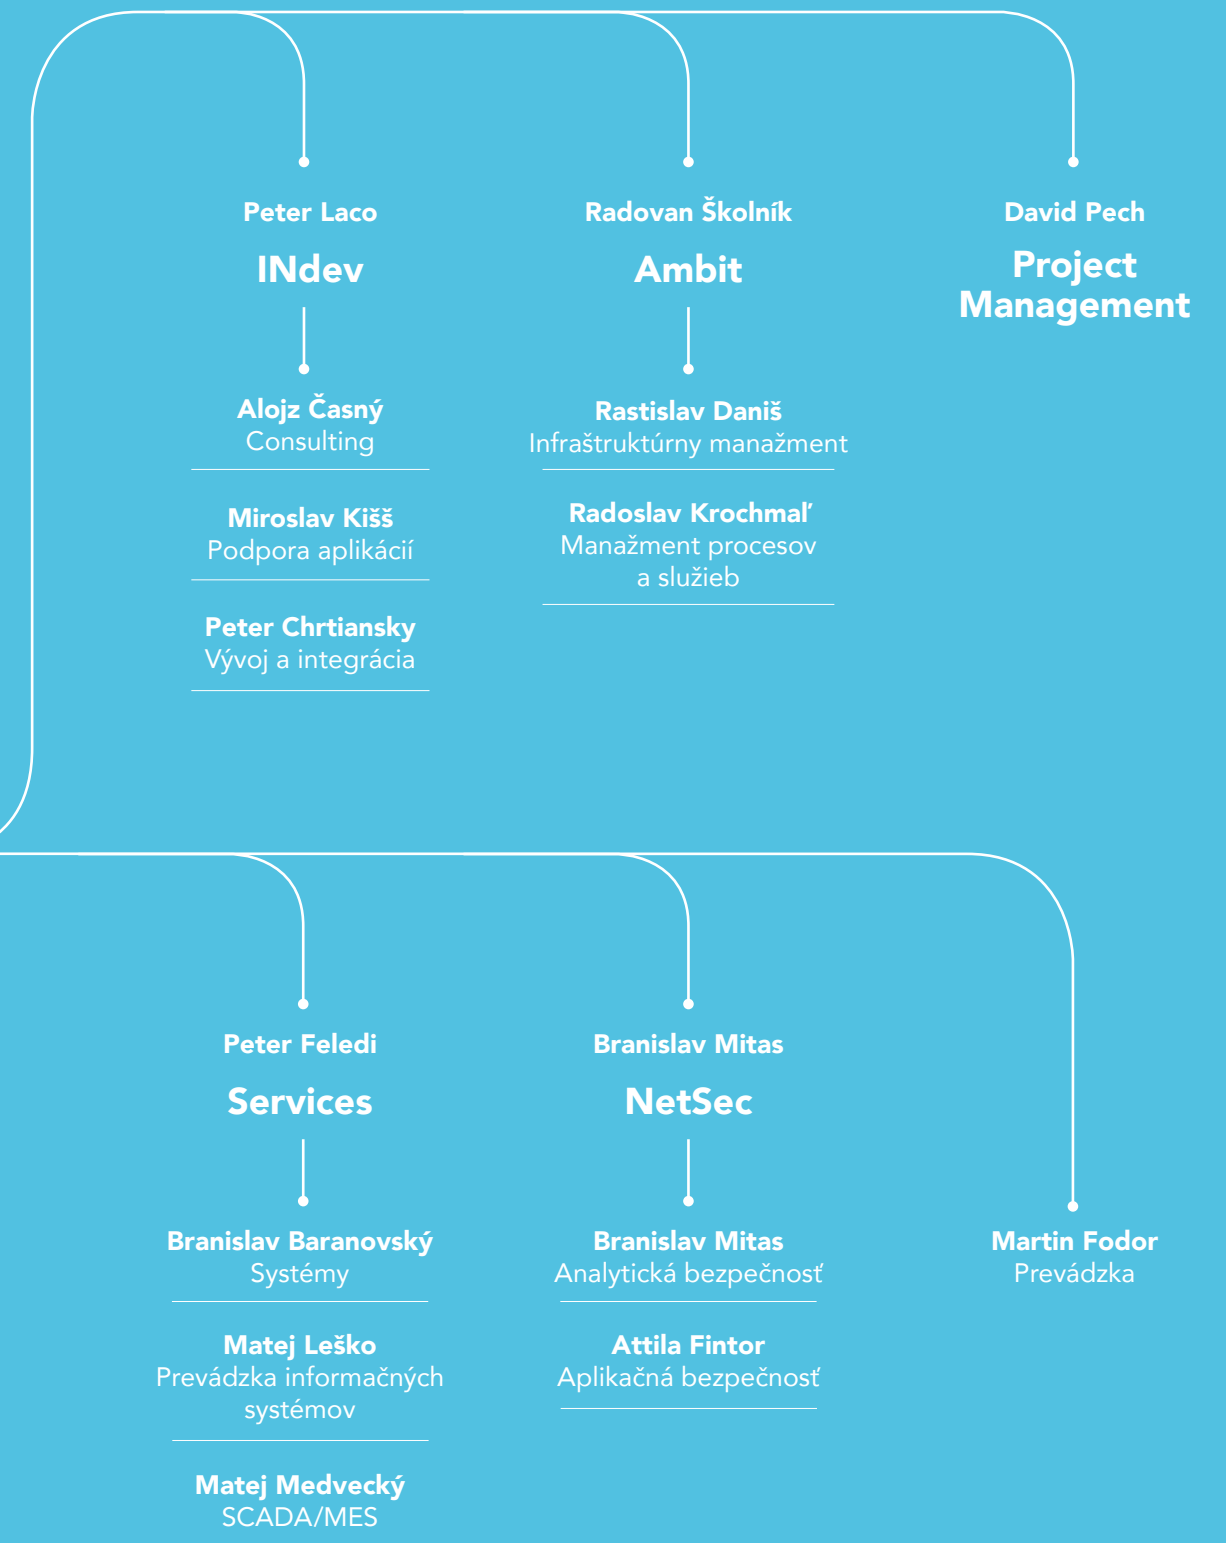 Peter Laco
INdev
Alojz Časný
Consulting
Miroslav Kišš
Podpora aplikácií
Peter Chrtiansky
Vývoj a integrácia
Radovan Školník
Ambit
Rastislav Daniš
Infraštruktúrny manažment
Radoslav Krochmaľ
Manažment procesov
a služieb
David Pech
Project
Management
Peter Feledi
Services
Branislav Baranovský
Systémy
Matej Leško
Prevádzka informačných
systémov
Matej Medvecký
SCADA/MES
Branislav Mitas
NetSec
Branislav Mitas
Analytická bezpečnosť
Attila Fintor
Aplikačná bezpečnosť
Martin Fodor
Prevádzka